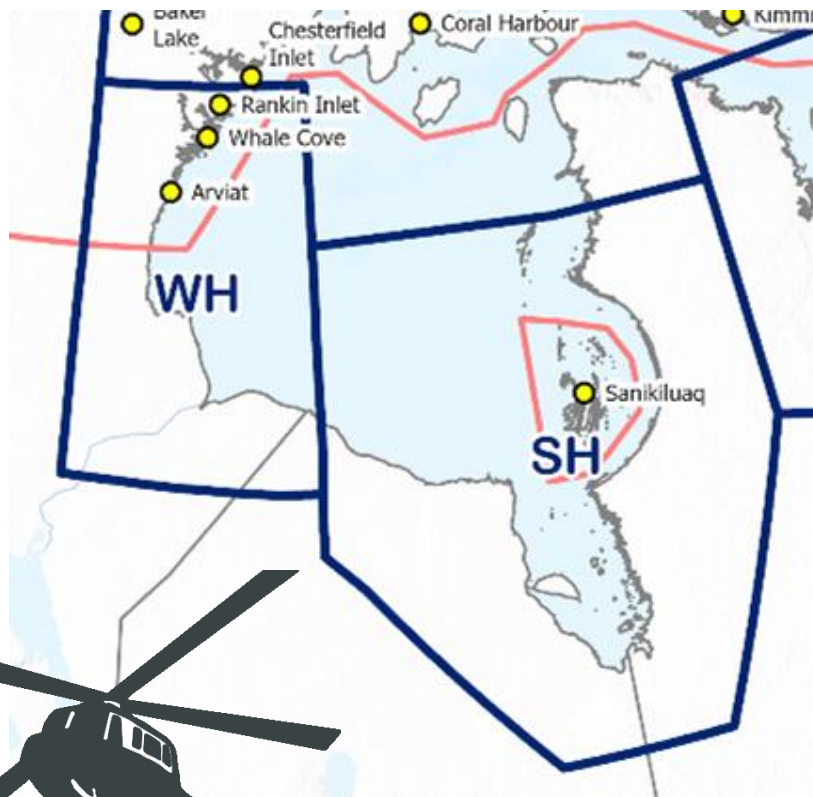 Baker
Lake
Chesterfield
Inlet
Coral Harbour
Rankin Inlet
Whale Cove
Arviat
WH
Sanikiluaq
SH